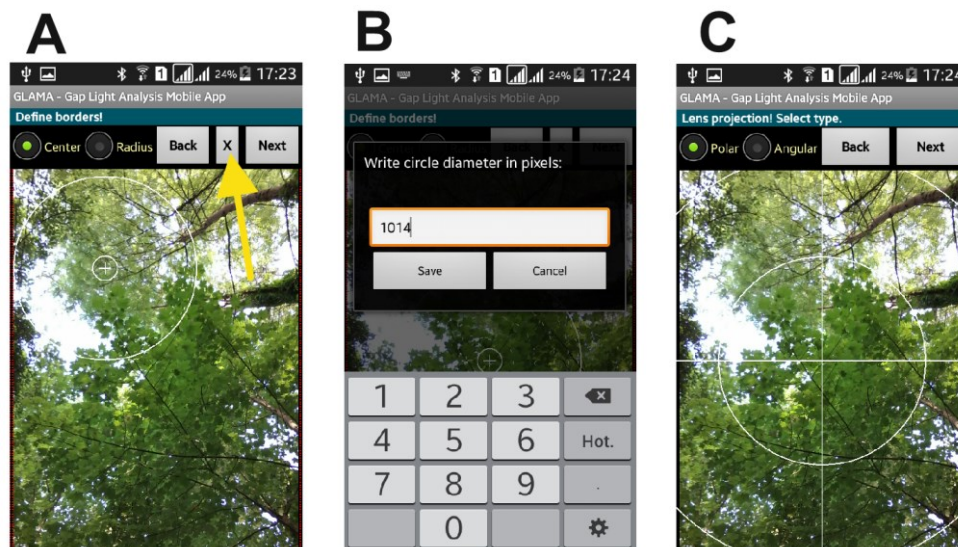 A
1 24% 17:23
GLAMA - Gap Light Analysis Mobile App
Define borders!
Center Radius Back X Next
B
1 24% 17:24
GLAMA - Gap Light Analysis Mobile App
Define borders!
Write circle diameter in pixels:
1014
Save Cancel
1 2 3
4 5 6 Hot.
7 8 9 .
0
C
1 24% 17:24
GLAMA - Gap Light Analysis Mobile App
Lens projection! Select type.
Polar Angular Back Next